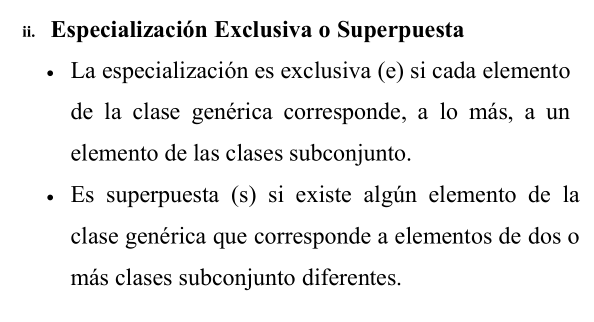 ii. Especialización Exclusiva o Superpuesta
• La especialización es exclusiva (e) si cada elemento
de la clase genérica corresponde, a lo más, a un
elemento de las clases subconjunto.
• Es superpuesta (s) si existe algún elemento de la
clase genérica que corresponde a elementos de dos o
más clases subconjunto diferentes.